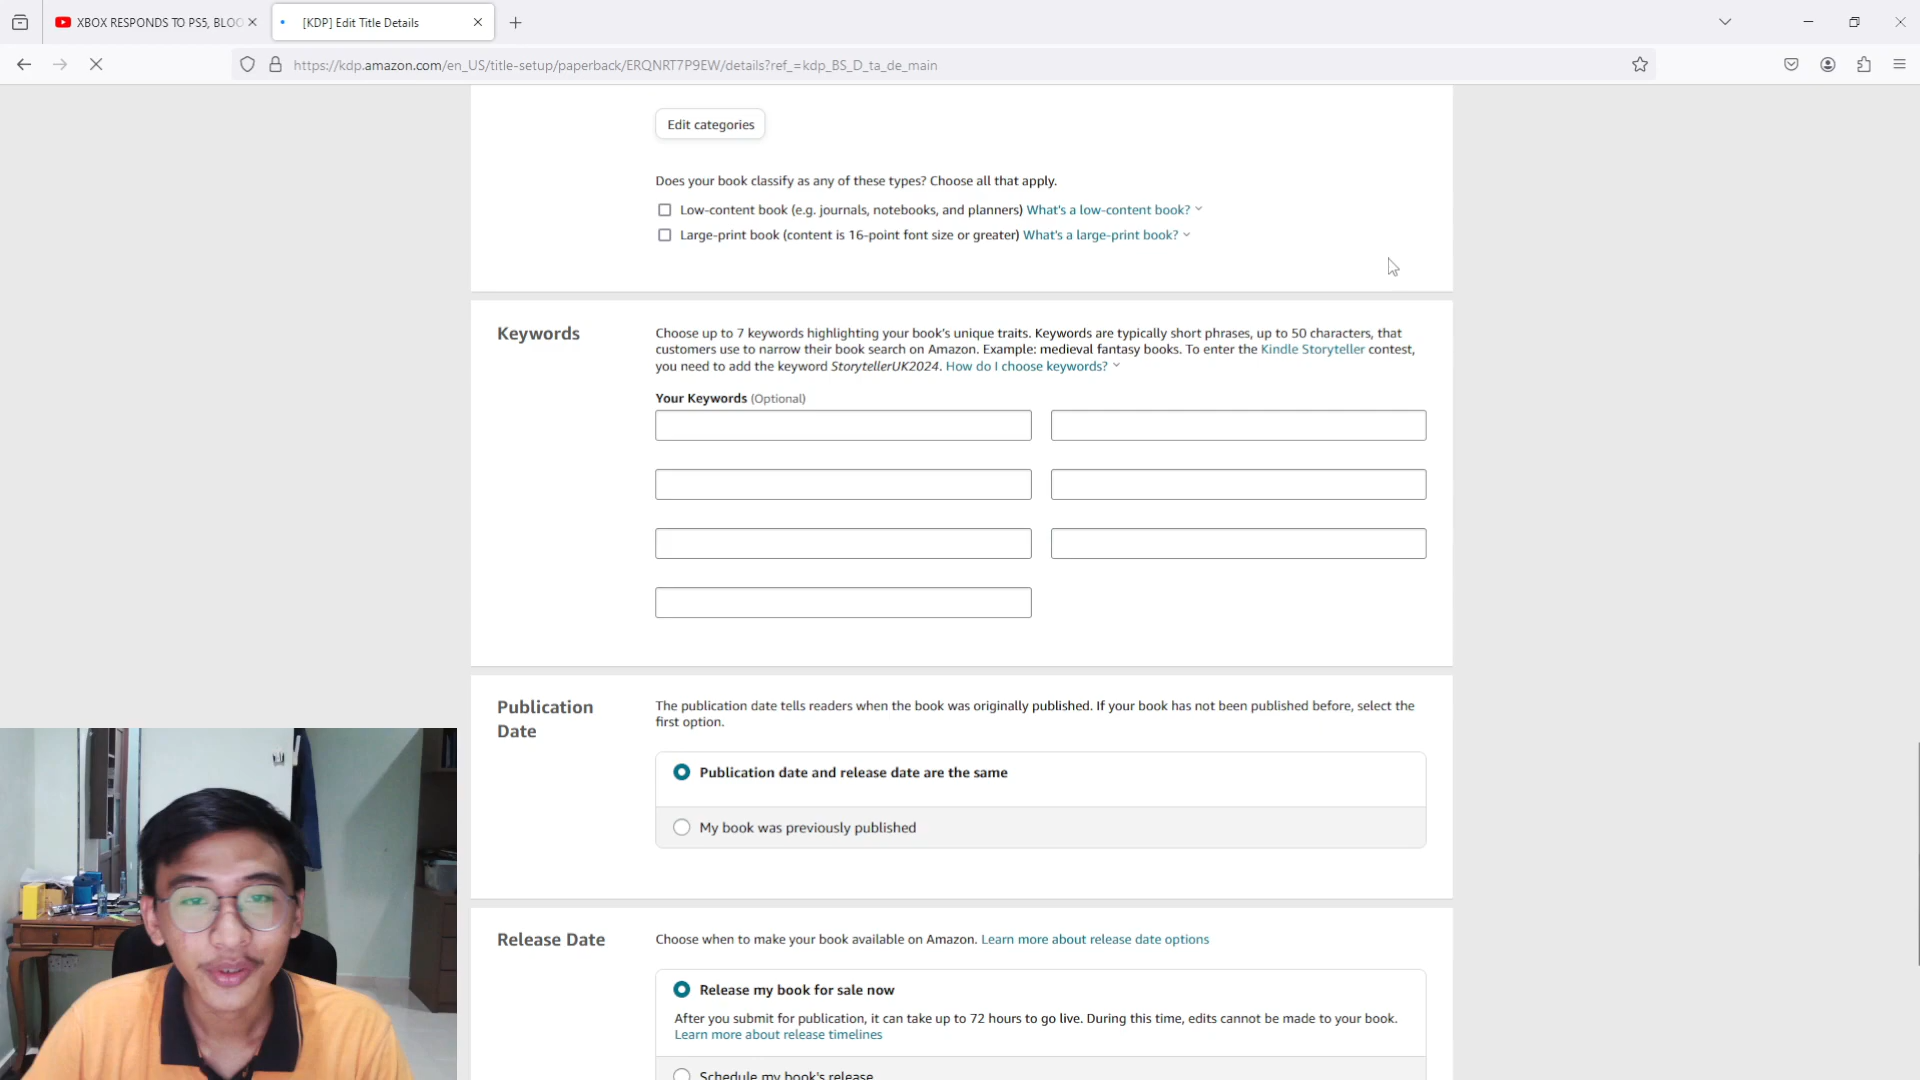 XBOX RESPONDS TO PS5, BLOO
[KDP] Edit Title Details
https://kdp.amazon.com/en_US/title-setup/paperback/ERQNRT7P9EW/details?ref_=kdp_BS_D_ta_de_main
Edit categories
Does your book classify as any of these types? Choose all that apply.
Low-content book (e.g. journals, notebooks, and planners) What's a low-content book?
Large-print book (content is 16-point font size or greater) What's a large-print book?
Keywords
Choose up to 7 keywords highlighting your book's unique traits. Keywords are typically short phrases, up to 50 characters, that
customers use to narrow their book search on Amazon. Example: medieval fantasy books. To enter the Kindle Storyteller contest,
you need to add the keyword StorytellerUK2024. How do I choose keywords?
Your Keywords (Optional)
Publication
Date
The publication date tells readers when the book was originally published. If your book has not been published before, select the
first option.
Publication date and release date are the same
My book was previously published
Release Date
Choose when to make your book available on Amazon. Learn more about release date options
Release my book for sale now
After you submit for publication, it can take up to 72 hours to go live. During this time, edits cannot be made to your book.
Learn more about release timelines
Schedule my book's release